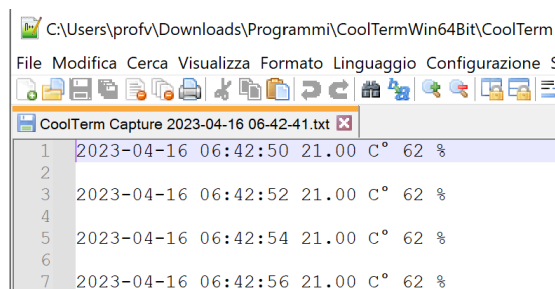 C:\Users\profv\Downloads\Programmi\CoolTermWin64Bit\CoolTerm
File Modifica Cerca Visualizza Formato Linguaggio Configurazione S
CoolTerm Capture 2023-04-16 06-42-41.txt
1 2023-04-16 06:42:50 21.00 C° 62 %
2
3 2023-04-16 06:42:52 21.00 C° 62 %
4
5 2023-04-16 06:42:54 21.00 C° 62 %
6
7 2023-04-16 06:42:56 21.00 C° 62 %